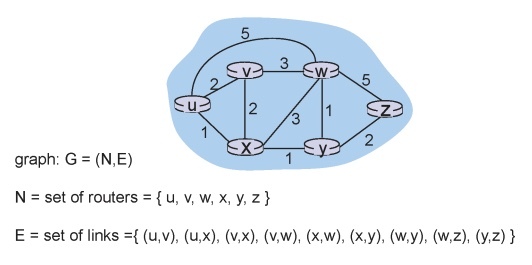 5
v 3 w
2 5
u 2 3 1 z
1 2
x 1 y
graph: G = (N,E)
N = set of routers = { u, v, w, x, y, z }
E = set of links ={ (u,v), (u,x), (v,x), (v,w), (x,w), (x,y), (w,y), (w,z), (y,z) }